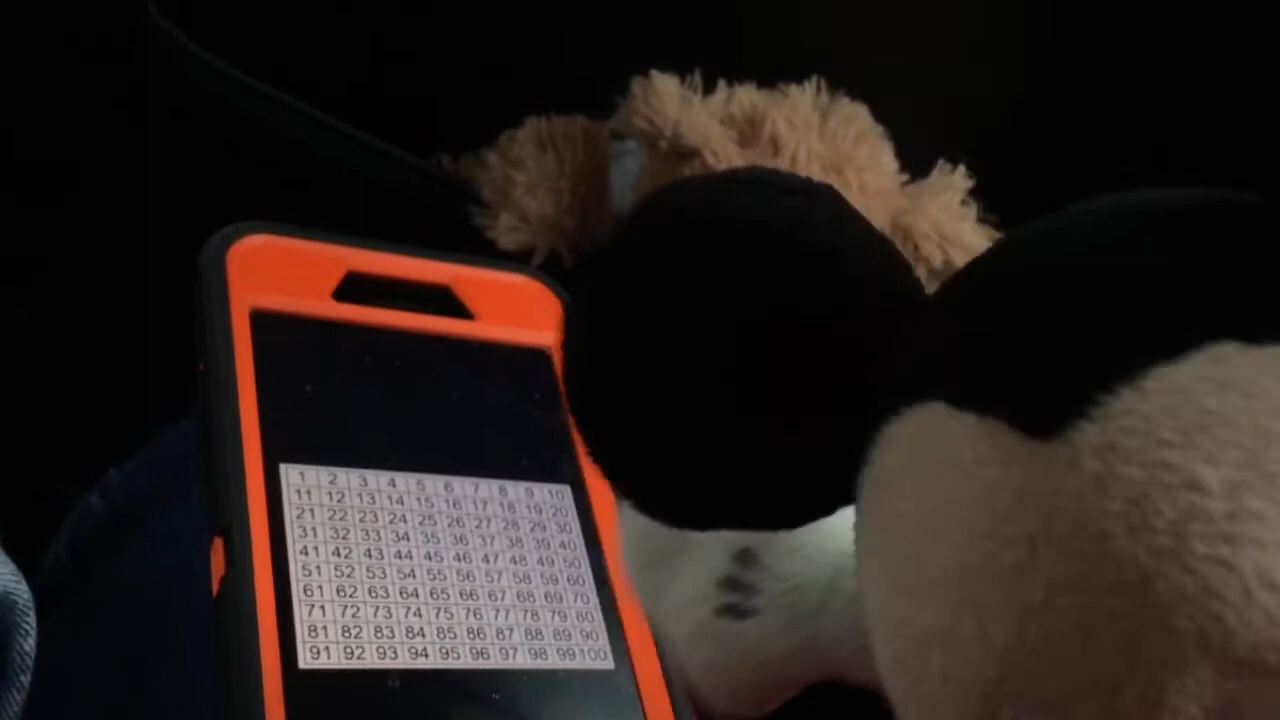 1 2 3 4 5 6 7 8 9 10
11 12 13 14 15 16 17 18 19 20
21 22 23 24 25 26 27 28 29 30
31 32 33 34 35 36 37 38 39 40
41 42 43 44 45 46 47 48 49 50
51 52 53 54 55 56 57 58 59 60
61 62 63 64 65 66 67 68 69 70
71 72 73 74 75 76 77 78 79 80
81 82 83 84 85 86 87 88 89 90
91 92 93 94 95 96 97 98 99 100